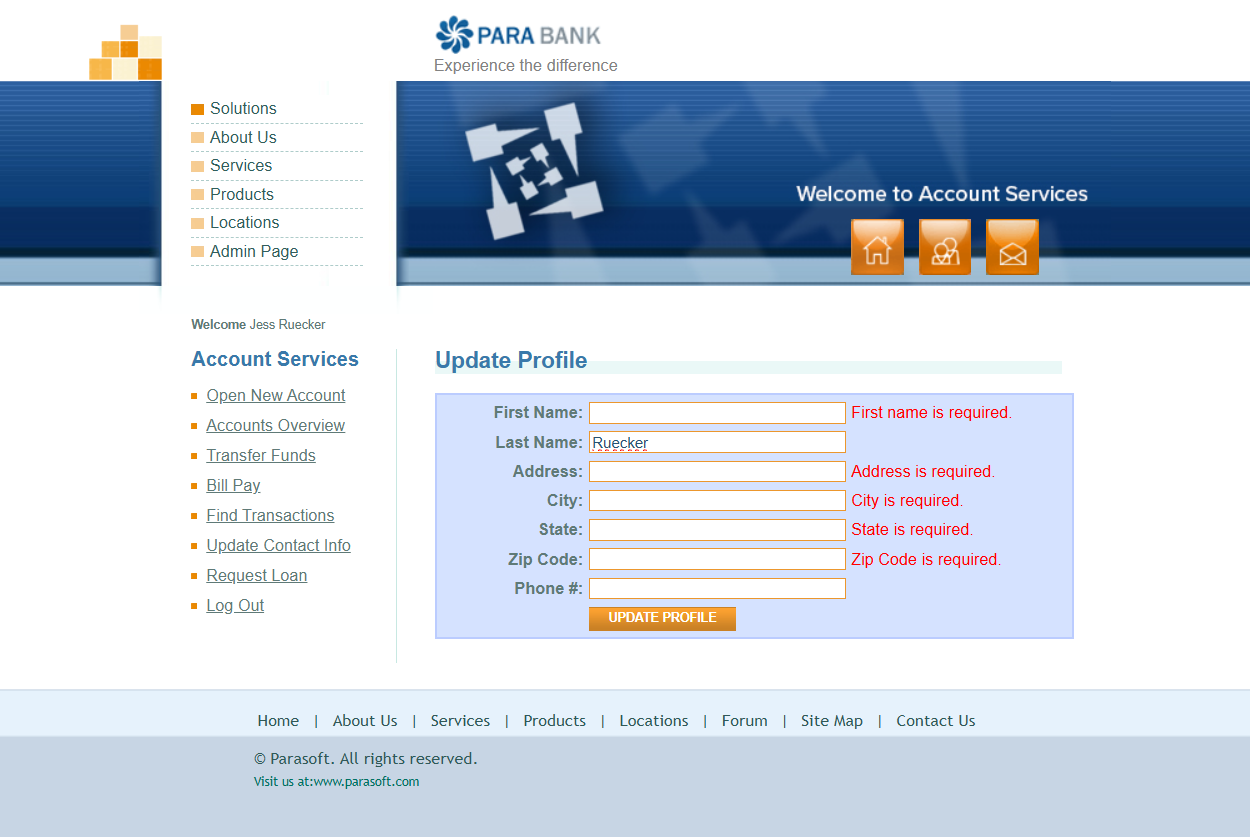 PARA BANK
Experience the difference
Solutions
About Us
Services
Products
Locations
Admin Page
Welcome to Account Services
Welcome Jess Ruecker
Account Services
Open New Account
Accounts Overview
Transfer Funds
Bill Pay
Find Transactions
Update Contact Info
Request Loan
Log Out
Update Profile
First Name: First name is required.
Last Name: Ruecker
Address: Address is required.
City: City is required.
State: State is required.
Zip Code: Zip Code is required.
Phone #:
UPDATE PROFILE
Home | About Us | Services | Products | Locations | Forum | Site Map | Contact Us
© Parasoft. All rights reserved.
Visit us at:www.parasoft.com